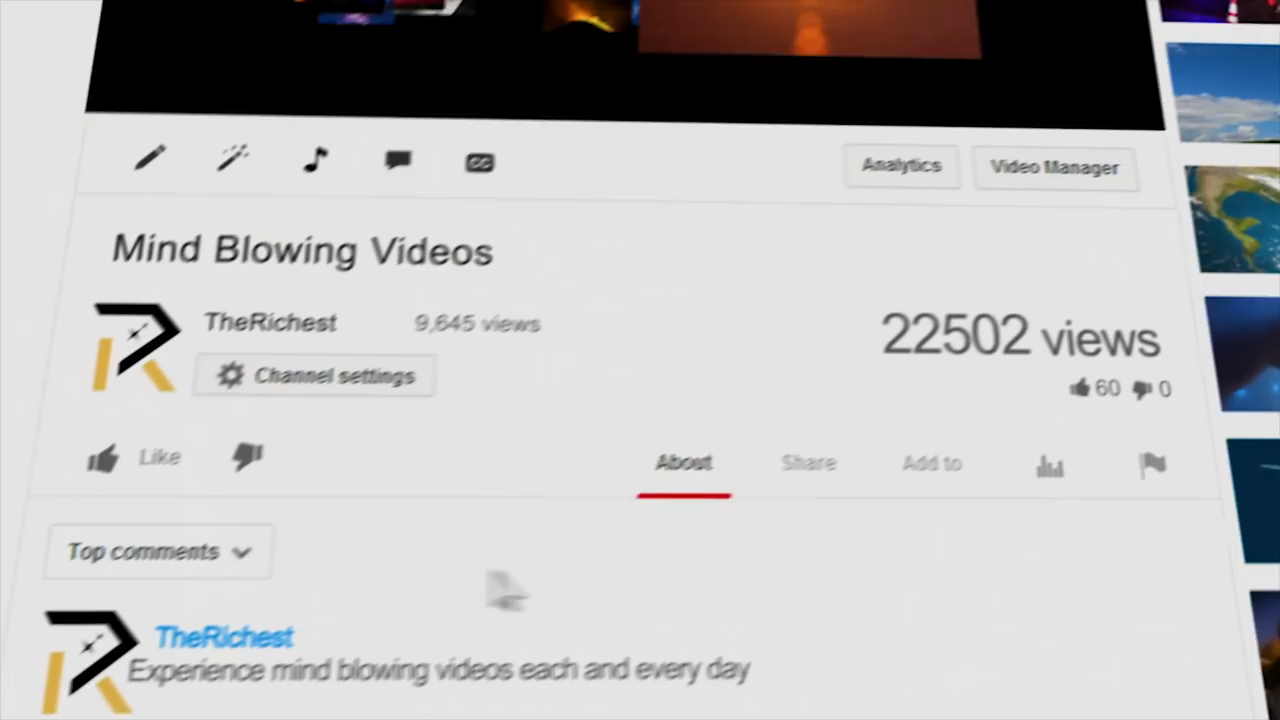 CC
Analytics
Video Manager
Mind Blowing Videos
TheRichest
9,645 views
Channel settings
22502 views
60
0
Like
About
Share
Add to
Top comments
TheRichest
Experience mind blowing videos each and every day